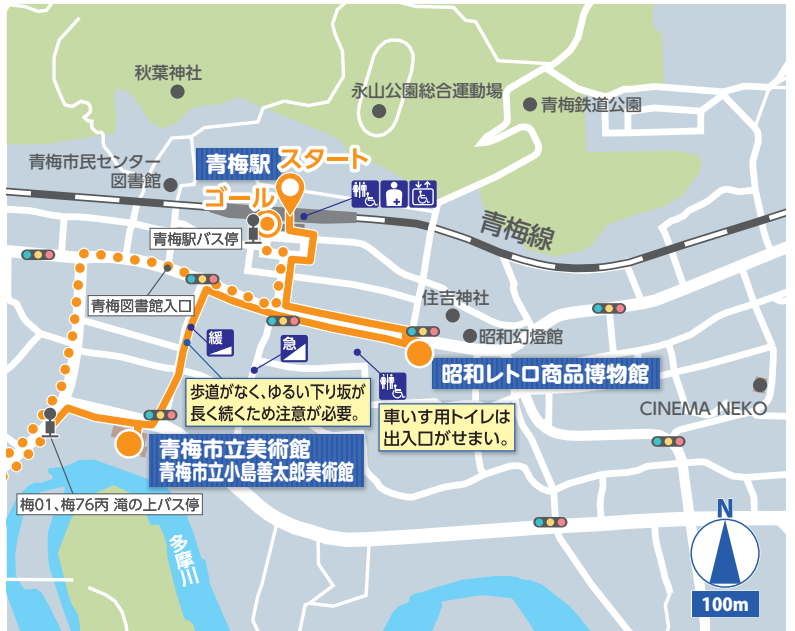 秋葉神社
永山公園総合運動場
青梅鉄道公園
青梅市民センター
図書館
青梅駅
スタート
ゴール
青梅駅バス停
青梅線
青梅図書館入口
住吉神社
昭和幻燈館
緩
急
昭和レトロ商品博物館
歩道がなく、ゆるい下り坂が
長く続くため注意が必要。
車いす用トイレは
出入口がせまい。
CINEMA NEKO
青梅市立美術館
青梅市立小島善太郎美術館
梅01、梅76丙 滝の上バス停
多摩川
N
100m